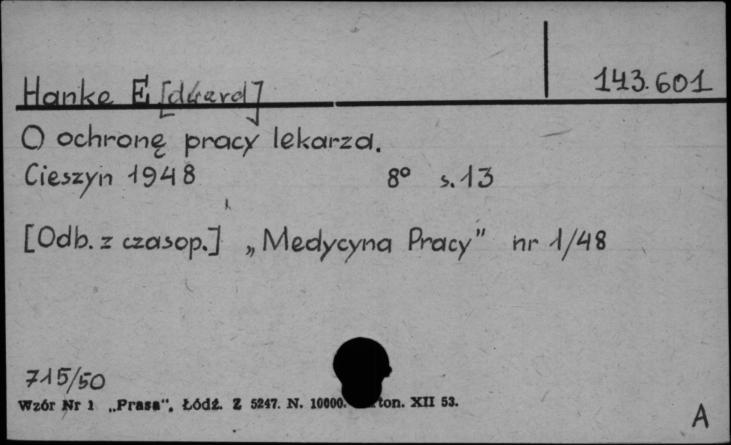 143.601
Hanke E[dward]
O ochronę pracy lekarza.
Cieszyn 1948 8° s.13
[Odb. z czasop.] „Medycyna Pracy" nr 1/48
715/50
Wzór Nr 1 „Prasa“, Łódź. Z 5247. N. 10000. ton. XII 53.
A